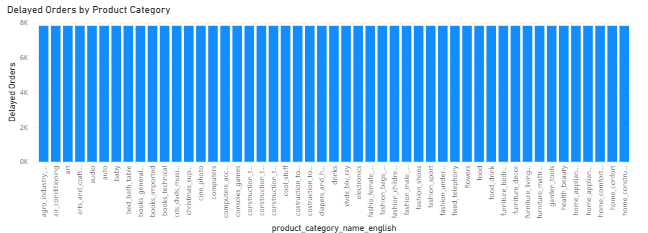 Delayed Orders by Product Category
8K
6K
4K
2K
0K
Delayed Orders
agro_industry_...
air_conditioning
art
arts_and_craft...
audio
auto
baby
bed_bath_table
books_general...
books_imported
books_technical
cds_dvds_musi...
christmas_sup...
cine_photo
computers
computers_acc...
consoles_games
construction_t...
construction_t...
construction_t...
cool_stuff
costruction_to...
costruction_to...
diapers_and_h...
drinks
dvds_blu_ray
electronics
fashio_female_...
fashion_bags_...
fashion_childre...
fashion_male_...
fashion_shoes
fashion_sport
fashion_under...
fixed_telephony
flowers
food
food_drink
furniture_bedr...
furniture_decor
furniture_living...
furniture_mattr...
garden_tools
health_beauty
home_applian...
home_applian...
home_comfort...
home_confort
home_constru...
product_category_name_english